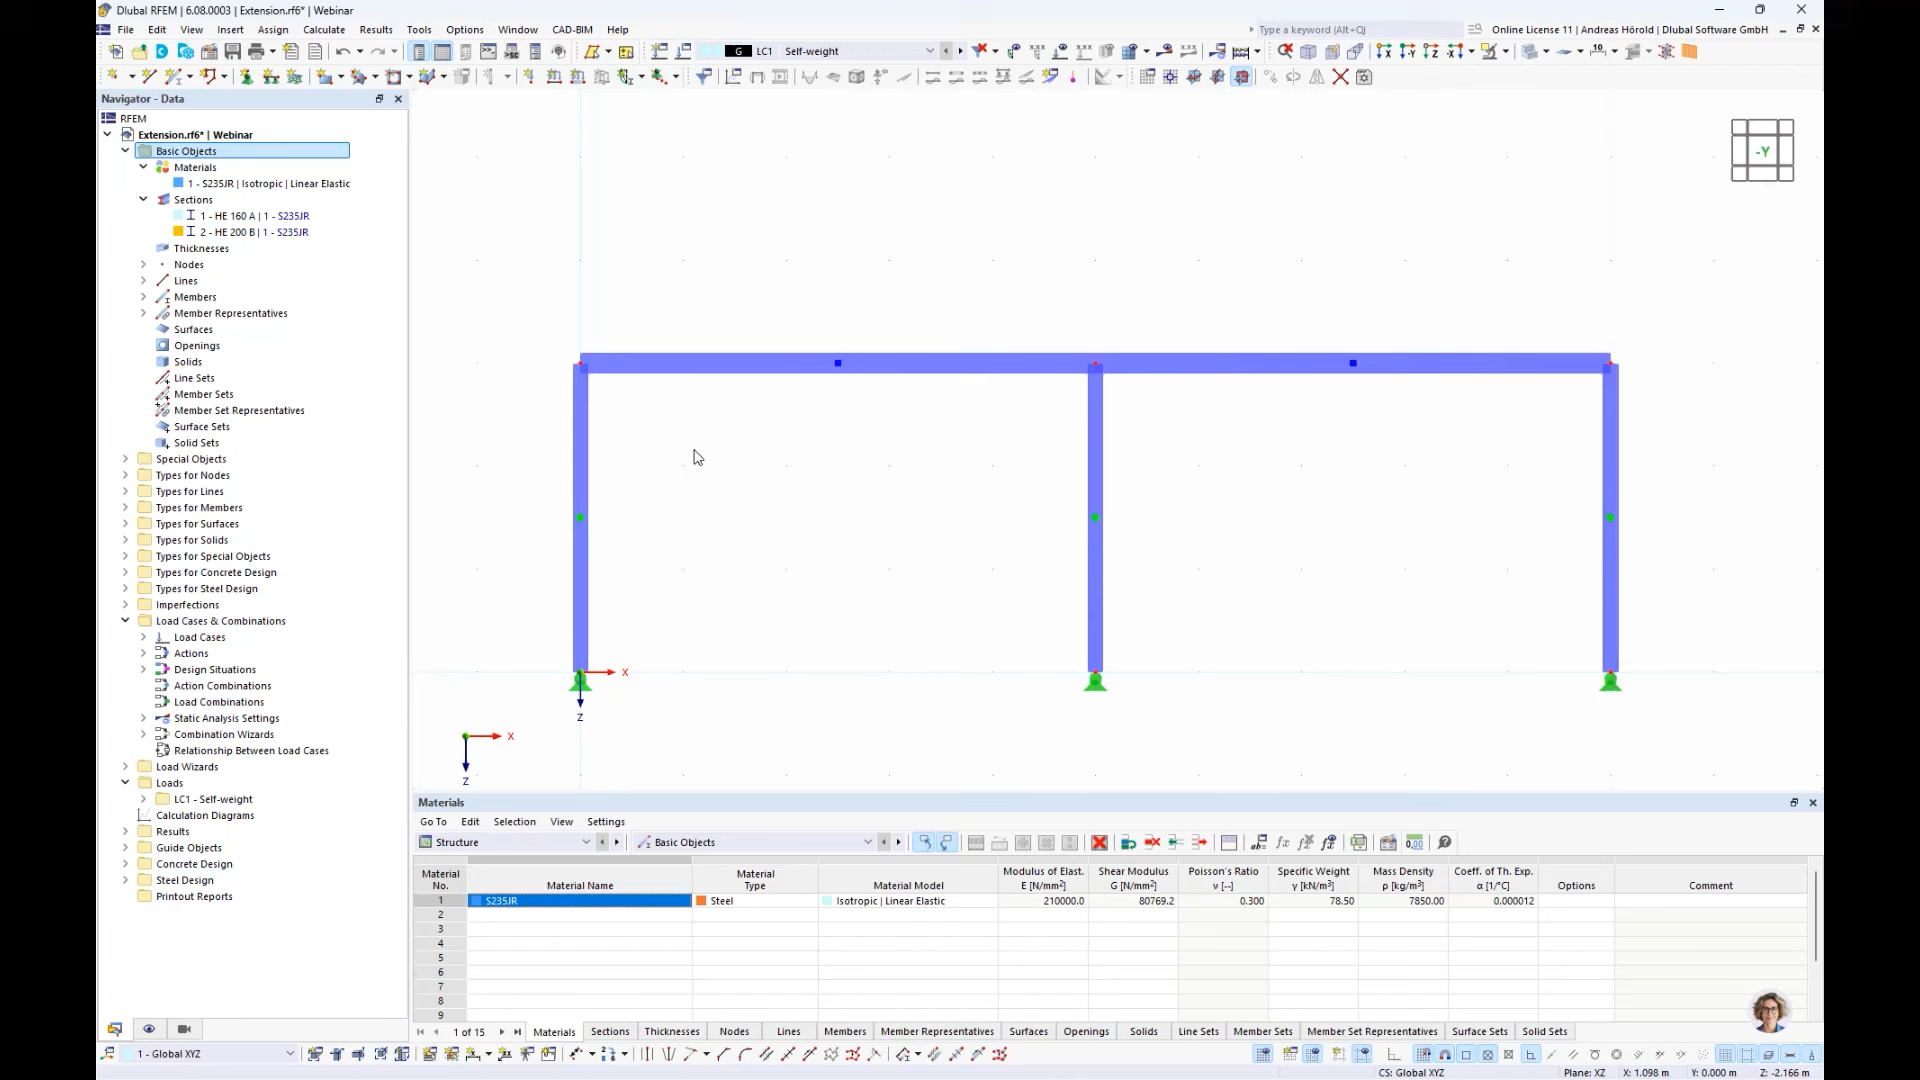 Dlubal RFEM | 6.08.0003 | Extension.rf6* | Webinar
File Edit View Insert Assign Calculate Results Tools Options Window CAD-BIM Help
Type a keyword (Alt+Q)
Online License 11 | Andreas Hörold | Dlubal Software GmbH
G LC1 Self-weight
Navigator - Data
RFEM
Extension.rf6* | Webinar
Basic Objects
Materials
1 - S235JR | Isotropic | Linear Elastic
Sections
1 - HE 160 A | 1 - S235JR
2 - HE 200 B | 1 - S235JR
Thicknesses
Nodes
Lines
Members
Member Representatives
Surfaces
Openings
Solids
Line Sets
Member Sets
Member Set Representatives
Surface Sets
Solid Sets
Special Objects
Types for Nodes
Types for Lines
Types for Members
Types for Surfaces
Types for Solids
Types for Special Objects
Types for Concrete Design
Types for Steel Design
Imperfections
Load Cases & Combinations
Load Cases
Actions
Design Situations
Action Combinations
Load Combinations
Static Analysis Settings
Combination Wizards
Relationship Between Load Cases
Load Wizards
Loads
LC1 - Self-weight
Calculation Diagrams
Results
Guide Objects
Concrete Design
Steel Design
Printout Reports
-Y
X
Z
X
Z
Materials
Go To Edit Selection View Settings
Structure
Basic Objects
Material No. Material Name Material Type Material Model Modulus of Elast. E [N/mm²] Shear Modulus G [N/mm²] Poisson's Ratio ν [--] Specific Weight γ [kN/m³] Mass Density ρ [kg/m³] Coeff. of Th. Exp. α [1/°C] Options Comment
1 S235JR Steel Isotropic | Linear Elastic 210000.0 80769.2 0.300 78.50 7850.00 0.000012
2
3
4
5
6
7
8
9
1 of 15 Materials Sections Thicknesses Nodes Lines Members Member Representatives Surfaces Openings Solids Line Sets Member Sets Member Set Representatives Surface Sets Solid Sets
1 - Global XYZ
CS: Global XYZ Plane: XZ X: 1.098 m Y: 0.000 m Z: -2.166 m